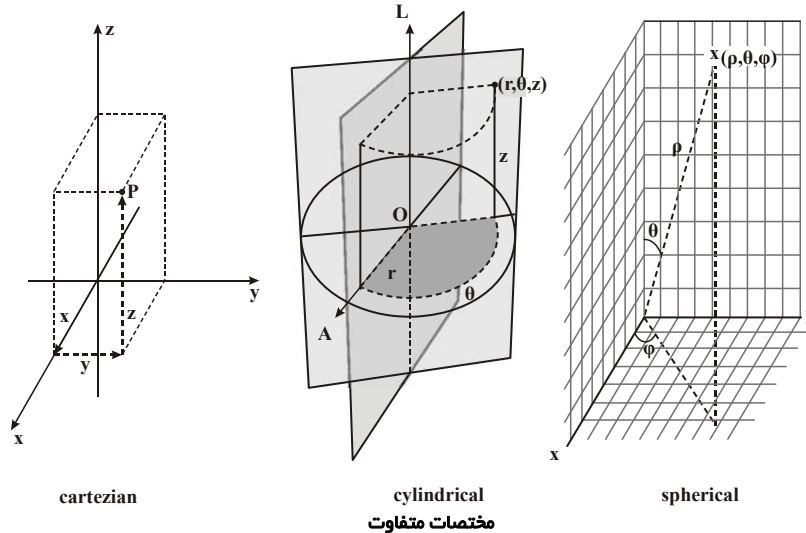 z
P
y
x
z
y
x
cartezian
L
(r,θ,z)
z
O
r
θ
A
cylindrical
x (ρ,θ,φ)
ρ
θ
φ
x
spherical
مختصات متفاوت